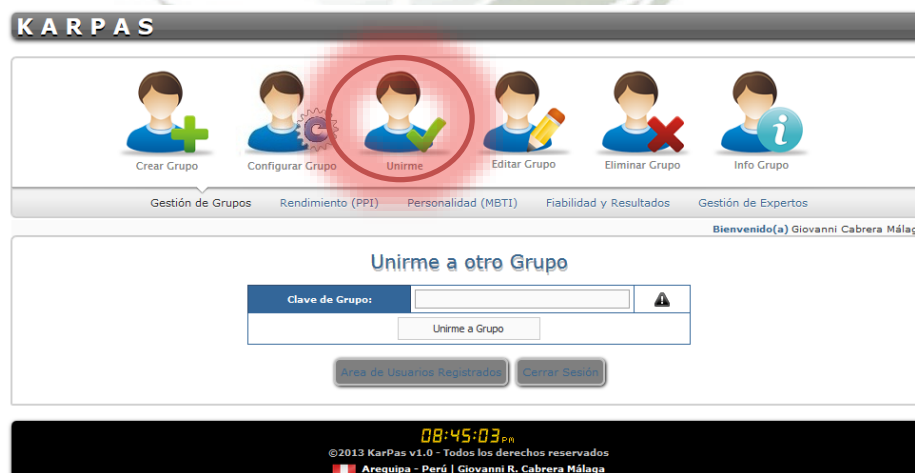 KARPAS
Crear Grupo Configurar Grupo Unirme Editar Grupo Eliminar Grupo Info Grupo
Gestión de Grupos Rendimiento (PPI) Personalidad (MBTI) Fiabilidad y Resultados Gestión de Expertos
Bienvenido(a) Giovanni Cabrera Málag
Unirme a otro Grupo
Clave de Grupo:
Unirme a Grupo
Area de Usuarios Registrados Cerrar Sesión
08:45:03PM
©2013 KarPas v1.0 - Todos los derechos reservados
Arequipa - Perú | Giovanni R. Cabrera Málaga